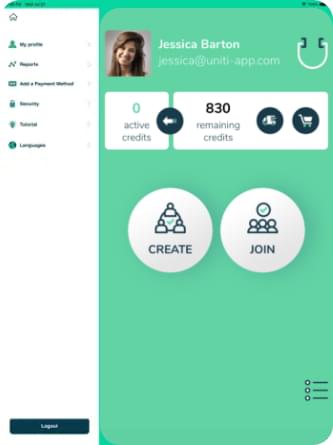 My profile
Reports
Add a Payment Method
Security
Tutorial
Languages
Logout
Jessica Barton
jessica@uniti-app.com
0
active
credits
830
remaining
credits
CREATE
JOIN